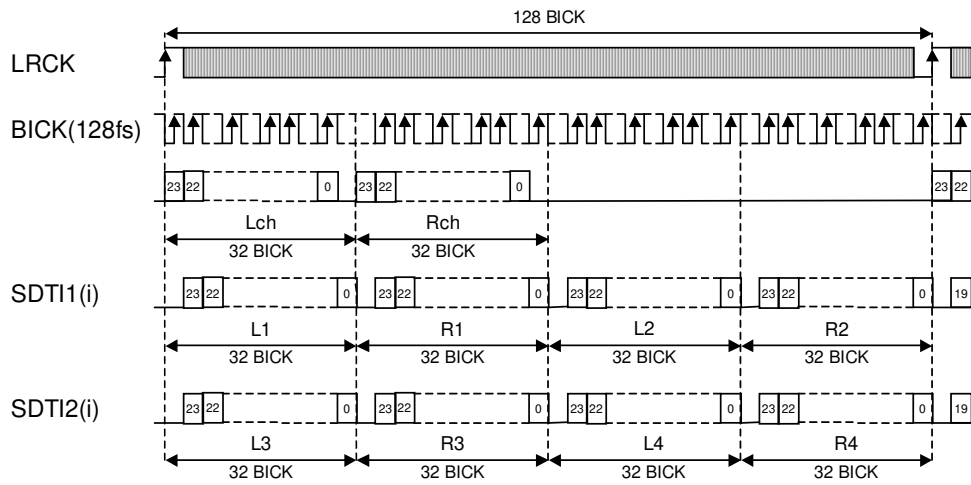 128 BICK
LRCK
BICK(128fs)
23 22 0 23 22 0 23 22
Lch Rch
32 BICK 32 BICK
SDTI1(i) 23 22 0 23 22 0 23 22 0 23 22 0 19
L1 R1 L2 R2
32 BICK 32 BICK 32 BICK 32 BICK
SDTI2(i) 23 22 0 23 22 0 23 22 0 23 22 0 19
L3 R3 L4 R4
32 BICK 32 BICK 32 BICK 32 BICK